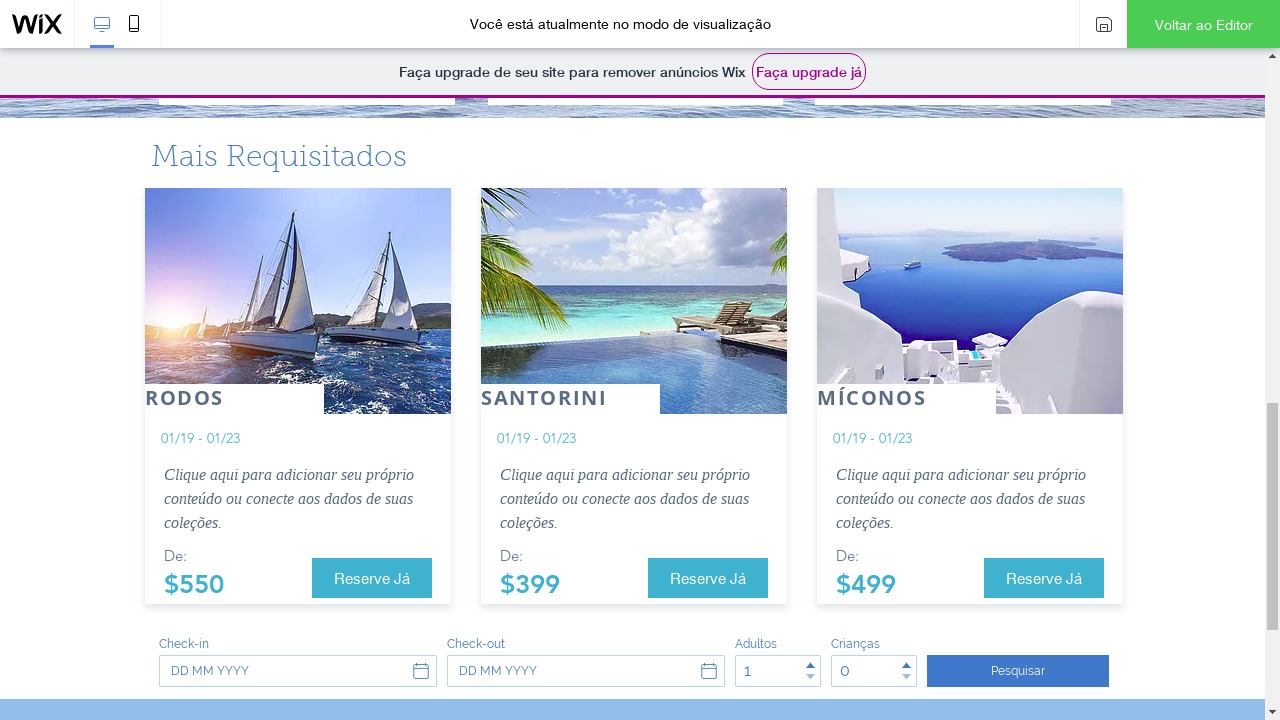 WiX
Você está atualmente no modo de visualização
Voltar ao Editor
Faça upgrade de seu site para remover anúncios Wix Faça upgrade já
Mais Requisitados
RODOS
01/19 - 01/23
Clique aqui para adicionar seu próprio
conteúdo ou conecte aos dados de suas
coleções.
De:
$550
Reserve Já
SANTORINI
01/19 - 01/23
Clique aqui para adicionar seu próprio
conteúdo ou conecte aos dados de suas
coleções.
De:
$399
Reserve Já
MÍCONOS
01/19 - 01/23
Clique aqui para adicionar seu próprio
conteúdo ou conecte aos dados de suas
coleções.
De:
$499
Reserve Já
Check-in
Check-out
Adultos
Crianças
DD MM YYYY
DD MM YYYY
1
0
Pesquisar